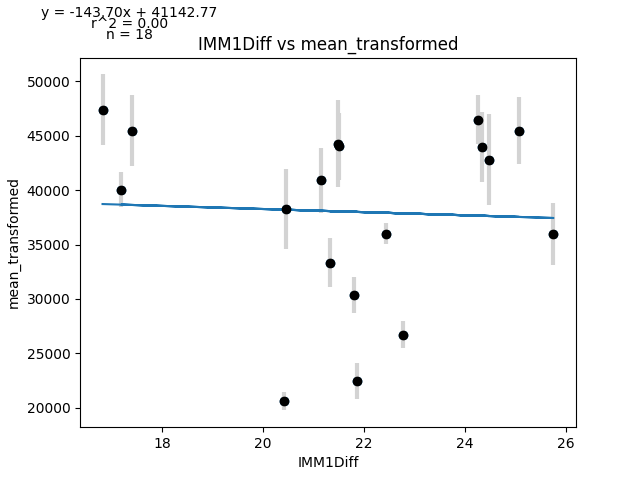 y = -143.70x + 41142.77
r^2 = 0.00
n = 18
IMM1Diff vs mean_transformed
50000
45000
40000
35000
30000
25000
20000
mean_transformed
18
20
22
24
26
IMM1Diff